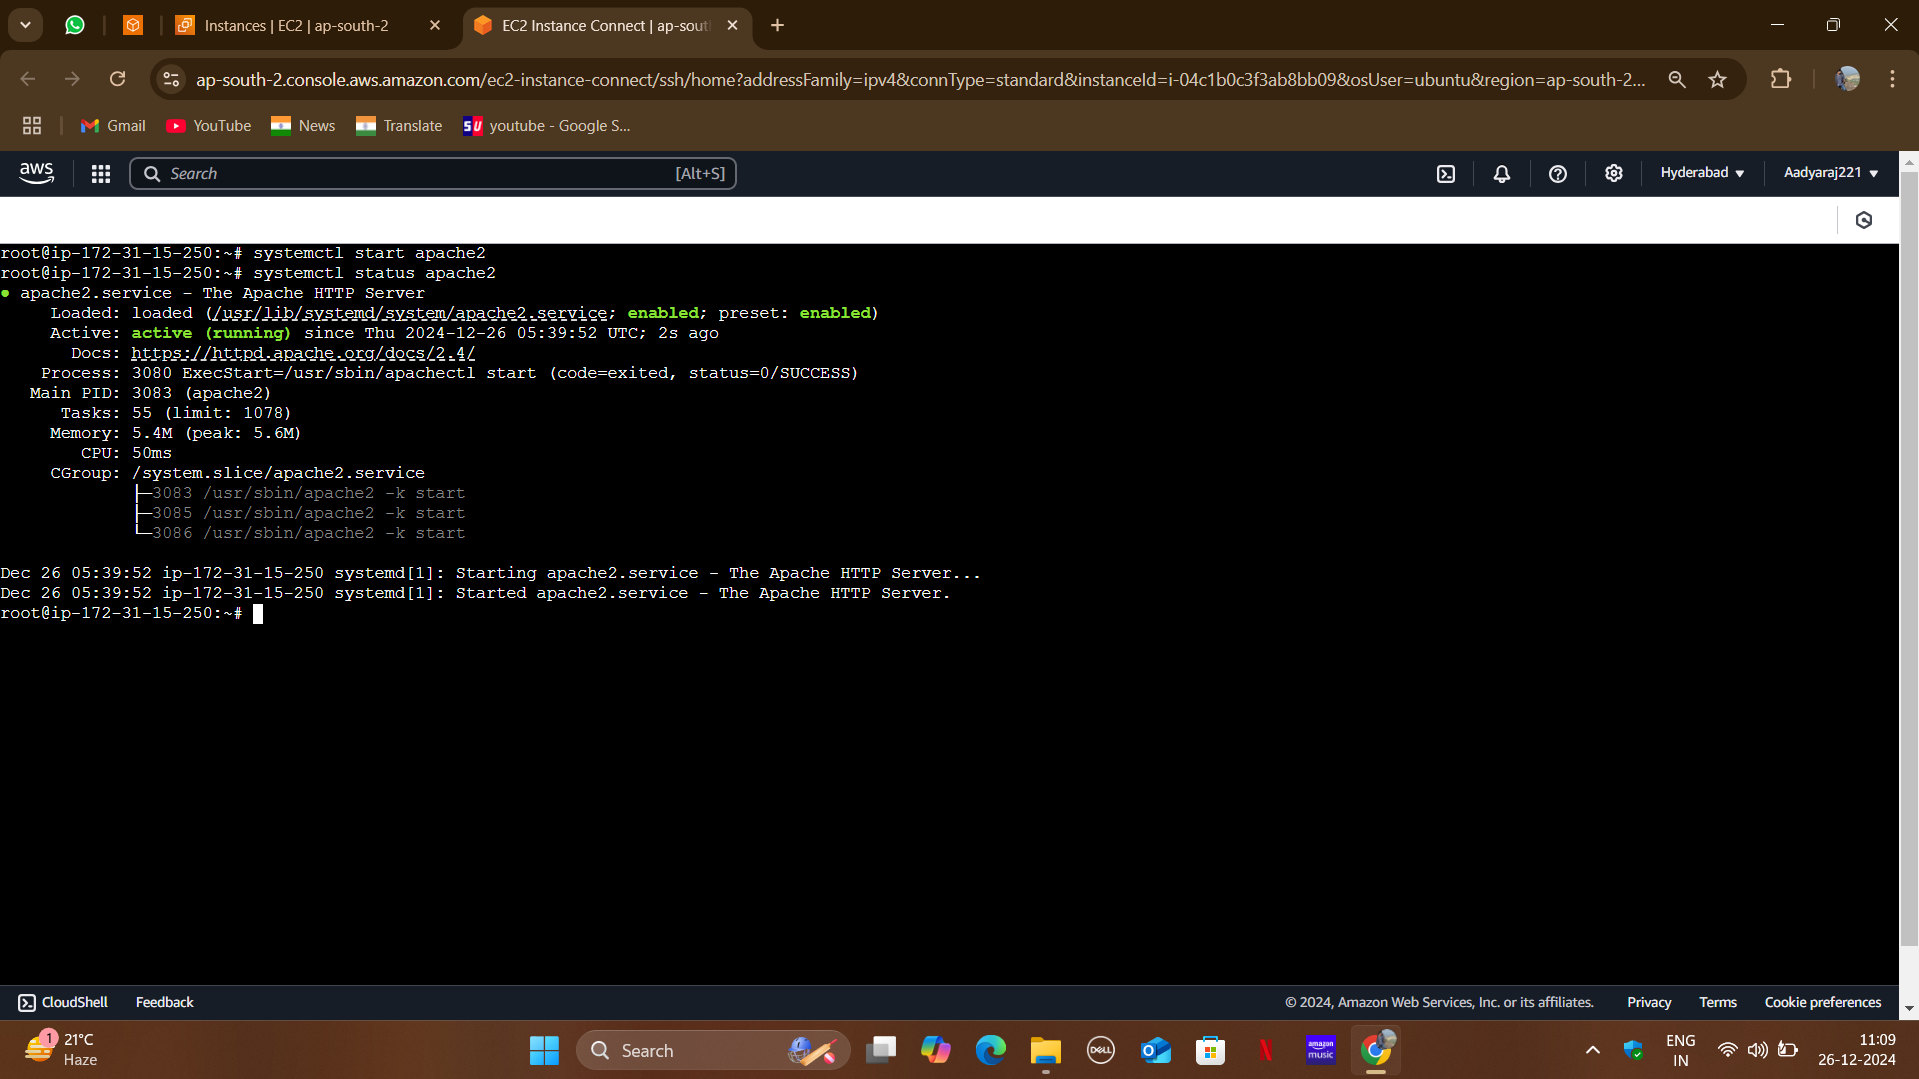 Instances | EC2 | ap-south-2
EC2 Instance Connect | ap-sout
ap-south-2.console.aws.amazon.com/ec2-instance-connect/ssh/home?addressFamily=ipv4&connType=standard&instanceId=i-04c1b0c3f3ab8bb09&osUser=ubuntu&region=ap-south-2...
Gmail YouTube News Translate SU youtube - Google S...
aws Search [Alt+S] Hyderabad Aadyaraj221
root@ip-172-31-15-250:~# systemctl start apache2
root@ip-172-31-15-250:~# systemctl status apache2
● apache2.service - The Apache HTTP Server
Loaded: loaded (/usr/lib/systemd/system/apache2.service; enabled; preset: enabled)
Active: active (running) since Thu 2024-12-26 05:39:52 UTC; 2s ago
Docs: https://httpd.apache.org/docs/2.4/
Process: 3080 ExecStart=/usr/sbin/apachectl start (code=exited, status=0/SUCCESS)
Main PID: 3083 (apache2)
Tasks: 55 (limit: 1078)
Memory: 5.4M (peak: 5.6M)
CPU: 50ms
CGroup: /system.slice/apache2.service
├─3083 /usr/sbin/apache2 -k start
├─3085 /usr/sbin/apache2 -k start
└─3086 /usr/sbin/apache2 -k start
Dec 26 05:39:52 ip-172-31-15-250 systemd[1]: Starting apache2.service - The Apache HTTP Server...
Dec 26 05:39:52 ip-172-31-15-250 systemd[1]: Started apache2.service - The Apache HTTP Server.
root@ip-172-31-15-250:~#
CloudShell Feedback © 2024, Amazon Web Services, Inc. or its affiliates. Privacy Terms Cookie preferences
1 21°C
Haze
Search
DELL
amazon music
ENG
IN
11:09
26-12-2024